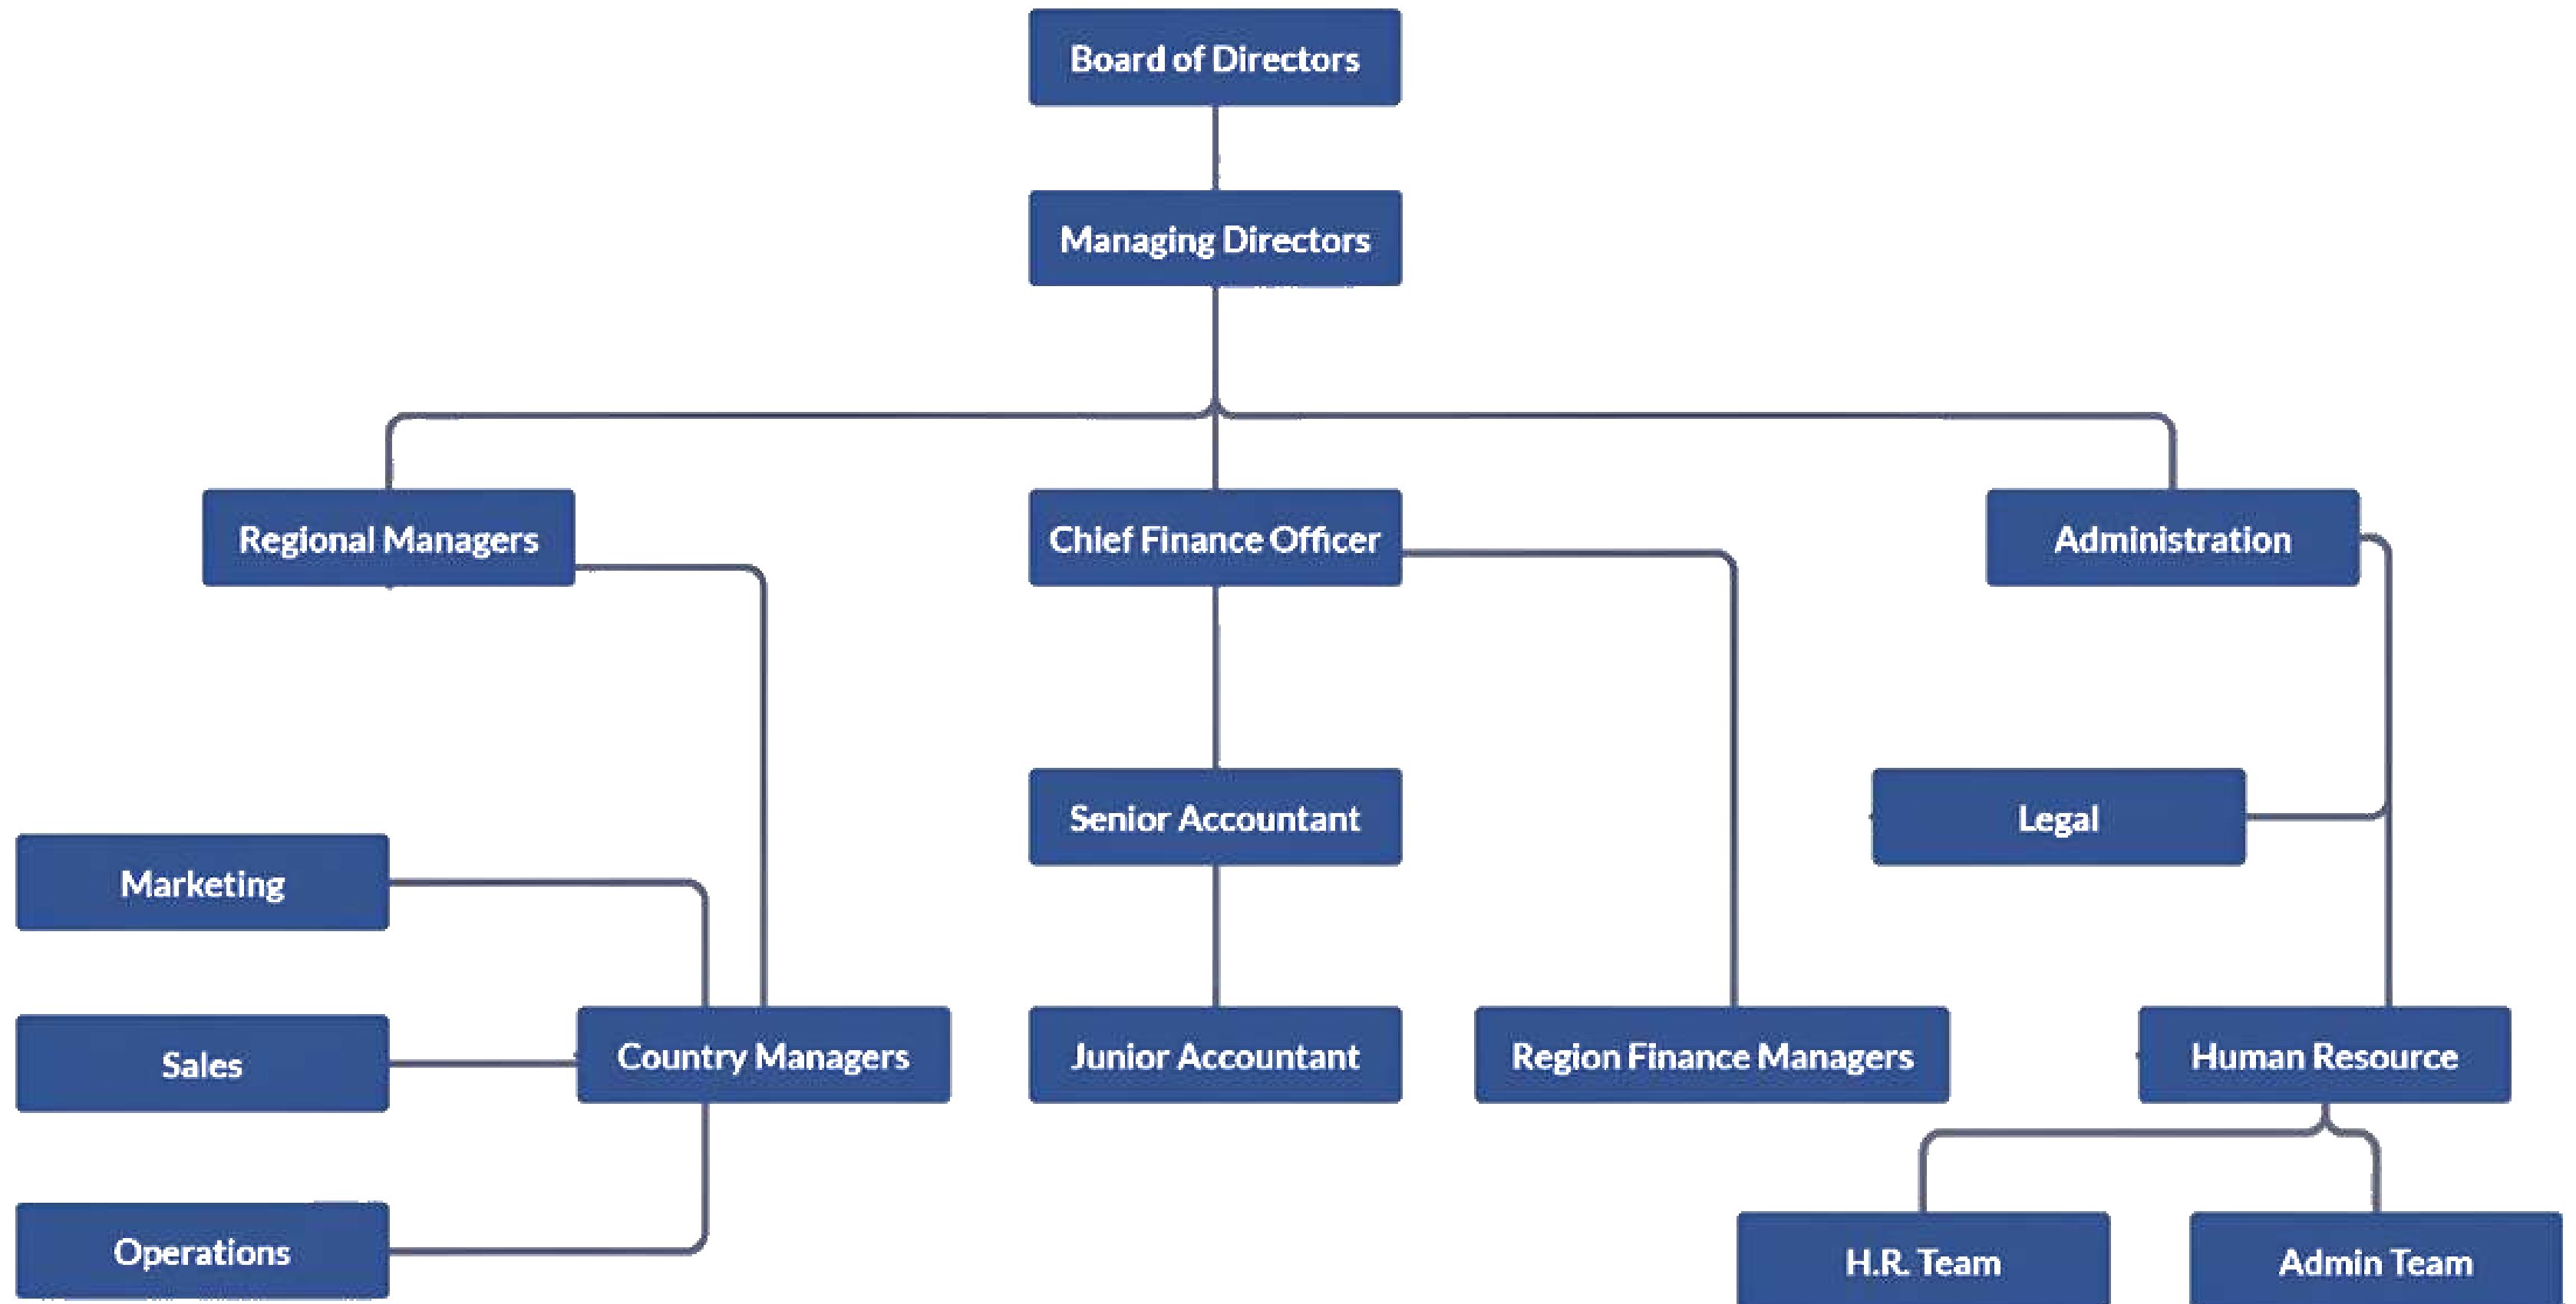 Board of Directors
Managing Directors
Regional Managers
Chief Finance Officer
Administration
Senior Accountant
Legal
Marketing
Sales
Country Managers
Junior Accountant
Region Finance Managers
Human Resource
Operations
H.R. Team
Admin Team